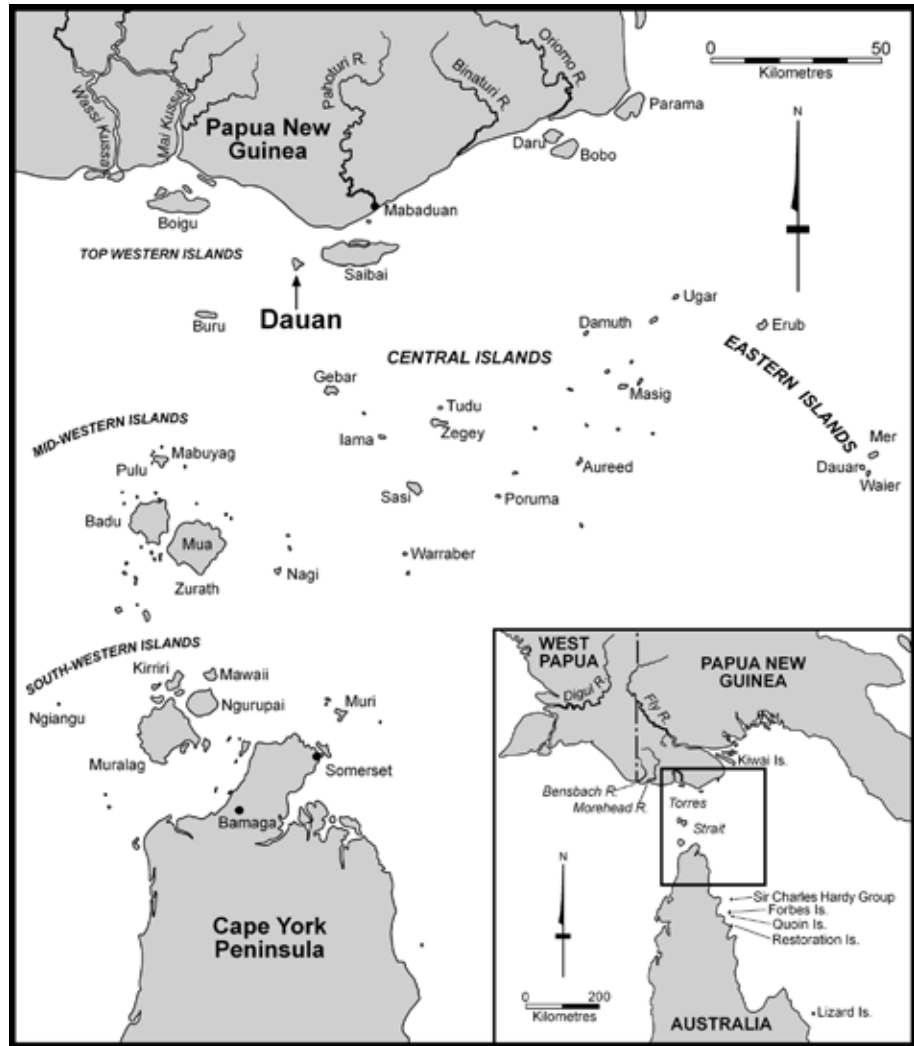 0 50
Kilometres
N
Wassi Kussa
Mai Kussa
Pahoturi R.
Binaturi R.
Oriomo R.
Papua New
Guinea
Parama
Daru
Bobo
Mabaduan
Boigu
TOP WESTERN ISLANDS
Saibai
Dauan
Buru
Ugar
Damuth
Erub
CENTRAL ISLANDS
EASTERN ISLANDS
Gebar
Masig
Tudu
Zegey
Iama
MID-WESTERN ISLANDS
Mabuyag
Pulu
Aureed
Mer
Dauar
Waier
Sasi
Poruma
Badu
Mua
Zurath
Nagi
Warraber
SOUTH-WESTERN ISLANDS
Kirriri
Mawaii
Ngurupai
Muri
Ngiangu
Muralag
Somerset
Bamaga
Cape York
Peninsula
WEST
PAPUA
PAPUA NEW
GUINEA
Digul R.
Fly R.
Kiwai Is.
Bensbach R.
Morehead R.
Torres
Strait
N
Sir Charles Hardy Group
Forbes Is.
Quoin Is.
Restoration Is.
0 200
Kilometres
Lizard Is.
AUSTRALIA